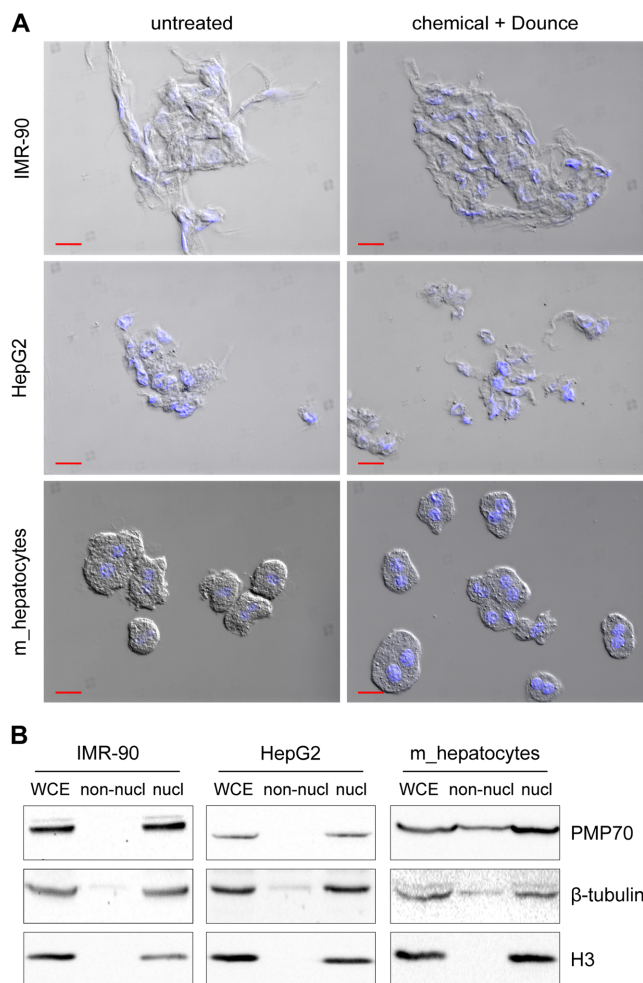 A
untreated
chemical + Dounce
IMR-90
HepG2
m_hepatocytes
B
IMR-90
HepG2
m_hepatocytes
WCE non-nucl nucl
WCE non-nucl nucl
WCE non-nucl nucl
PMP70
β-tubulin
H3